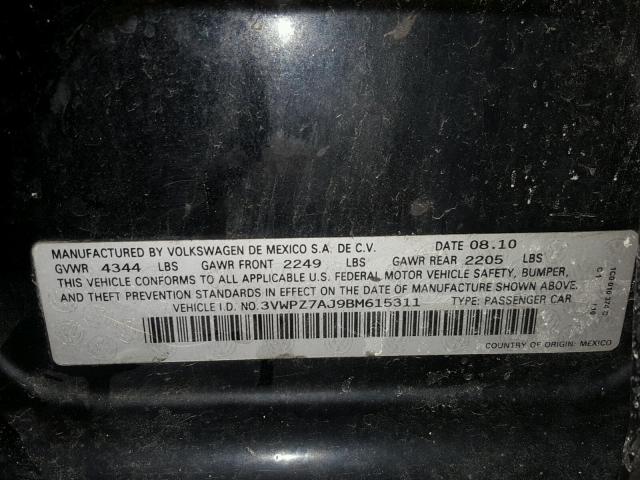 MANUFACTURED BY VOLKSWAGEN DE MEXICO S.A. DE C.V. DATE 08.10
GVWR 4344 LBS GAWR FRONT 2249 LBS GAWR REAR 2205 LBS
THIS VEHICLE CONFORMS TO ALL APPLICABLE U.S. FEDERAL MOTOR VEHICLE SAFETY, BUMPER,
AND THEFT PREVENTION STANDARDS IN EFFECT ON THE DATE OF MANUFACTURE SHOWN ABOVE.
VEHICLE I.D. NO. 3VWPZ7AJ9BM615311 TYPE: PASSENGER CAR
COUNTRY OF ORIGIN: MEXICO